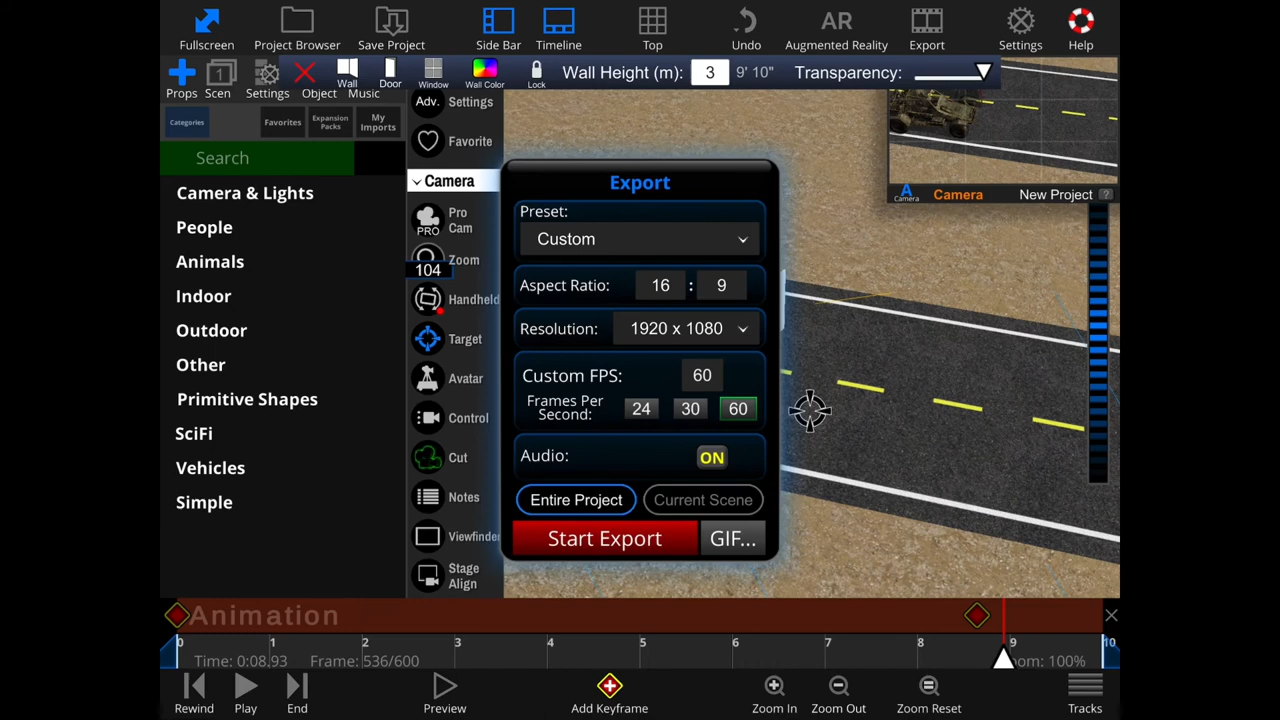 Fullscreen
Project Browser
Save Project
Side Bar
Timeline
Top
Undo
AR
Augmented Reality
Export
Settings
Help
Props
1
Scen
Settings
Object
Wall
Door
Music
Window
Wall Color
Lock
Wall Height (m): 3 9' 10"
Transparency:
Categories
Favorites
Expansion
Packs
My
Imports
Search
Camera & Lights
People
Animals
Indoor
Outdoor
Other
Primitive Shapes
SciFi
Vehicles
Simple
Adv. Settings
Favorite
Camera
PRO
Pro
Cam
Zoom
104
Handheld
Target
Avatar
Control
Cut
Notes
Viewfinde
Stage
Align
Export
Preset:
Custom
Aspect Ratio: 16 : 9
Resolution: 1920 x 1080
Custom FPS: 60
Frames Per
Second:
24 30 60
Audio: ON
Entire Project
Current Scene
Start Export
GIF...
A
Camera
Camera
New Project ?
Animation
0 1 2 3 4 5 6 7 8 9 10
Time: 0:08,93 Frame: 536/600
oom: 100%
Rewind
Play
End
Preview
Add Keyframe
Zoom In
Zoom Out
Zoom Reset
Tracks